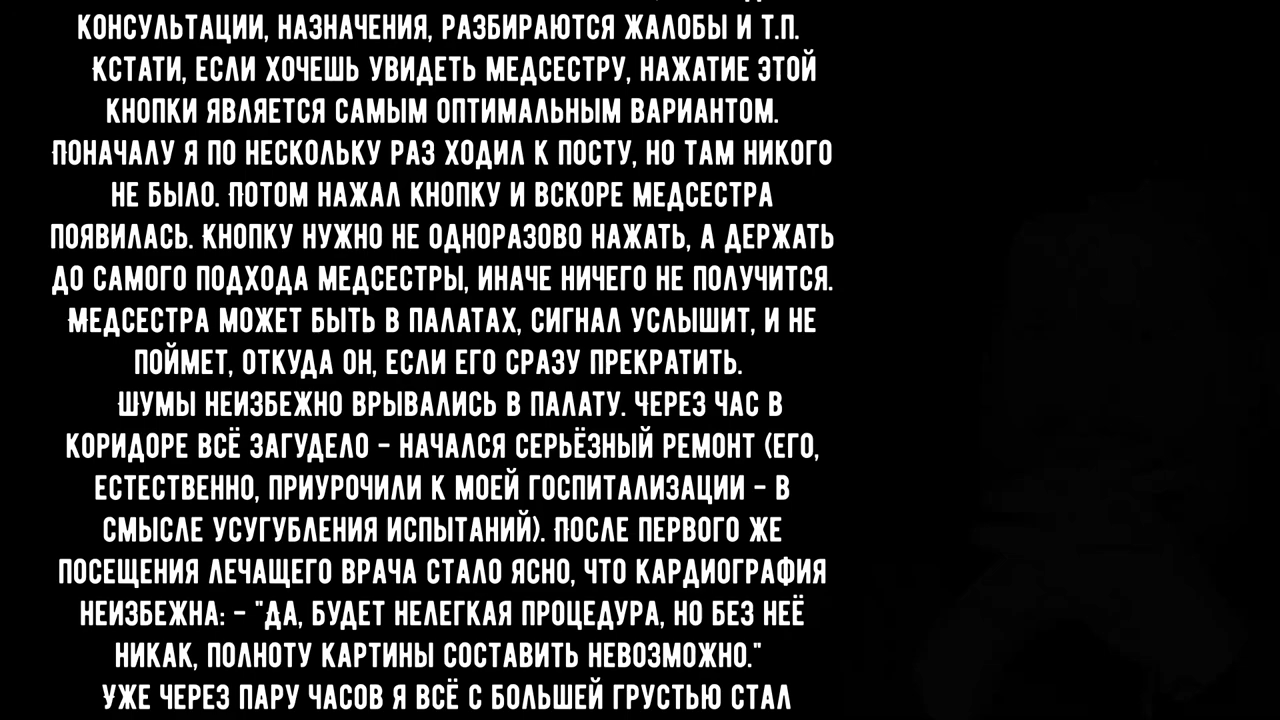 КОНСУЛЬТАЦИИ, НАЗНАЧЕНИЯ, РАЗБИРАЮТСЯ ЖАЛОБЫ И Т.П.
КСТАТИ, ЕСЛИ ХОЧЕШЬ УВИДЕТЬ МЕДСЕСТРУ, НАЖАТИЕ ЭТОЙ
КНОПКИ ЯВЛЯЕТСЯ САМЫМ ОПТИМАЛЬНЫМ ВАРИАНТОМ.
ПОНАЧАЛУ Я ПО НЕСКОЛЬКУ РАЗ ХОДИЛ К ПОСТУ, НО ТАМ НИКОГО
НЕ БЫЛО. ПОТОМ НАЖАЛ КНОПКУ И ВСКОРЕ МЕДСЕСТРА
ПОЯВИЛАСЬ. КНОПКУ НУЖНО НЕ ОДНОРАЗОВО НАЖАТЬ, А ДЕРЖАТЬ
ДО САМОГО ПОДХОДА МЕДСЕСТРЫ, ИНАЧЕ НИЧЕГО НЕ ПОЛУЧИТСЯ.
МЕДСЕСТРА МОЖЕТ БЫТЬ В ПАЛАТАХ, СИГНАЛ УСЛЫШИТ, И НЕ
ПОЙМЕТ, ОТКУДА ОН, ЕСЛИ ЕГО СРАЗУ ПРЕКРАТИТЬ.
ШУМЫ НЕИЗБЕЖНО ВРЫВАЛИСЬ В ПАЛАТУ. ЧЕРЕЗ ЧАС В
КОРИДОРЕ ВСЁ ЗАГУДЕЛО - НАЧАЛСЯ СЕРЬЁЗНЫЙ РЕМОНТ (ЕГО,
ЕСТЕСТВЕННО, ПРИУРОЧИЛИ К МОЕЙ ГОСПИТАЛИЗАЦИИ - В
СМЫСЛЕ УСУГУБЛЕНИЯ ИСПЫТАНИЙ). ПОСЛЕ ПЕРВОГО ЖЕ
ПОСЕЩЕНИЯ ЛЕЧАЩЕГО ВРАЧА СТАЛО ЯСНО, ЧТО КАРДИОГРАФИЯ
НЕИЗБЕЖНА: - "ДА, БУДЕТ НЕЛЕГКАЯ ПРОЦЕДУРА, НО БЕЗ НЕЁ
НИКАК, ПОЛНОТУ КАРТИНЫ СОСТАВИТЬ НЕВОЗМОЖНО."
УЖЕ ЧЕРЕЗ ПАРУ ЧАСОВ Я ВСЁ С БОЛЬШЕЙ ГРУСТЬЮ СТАЛ